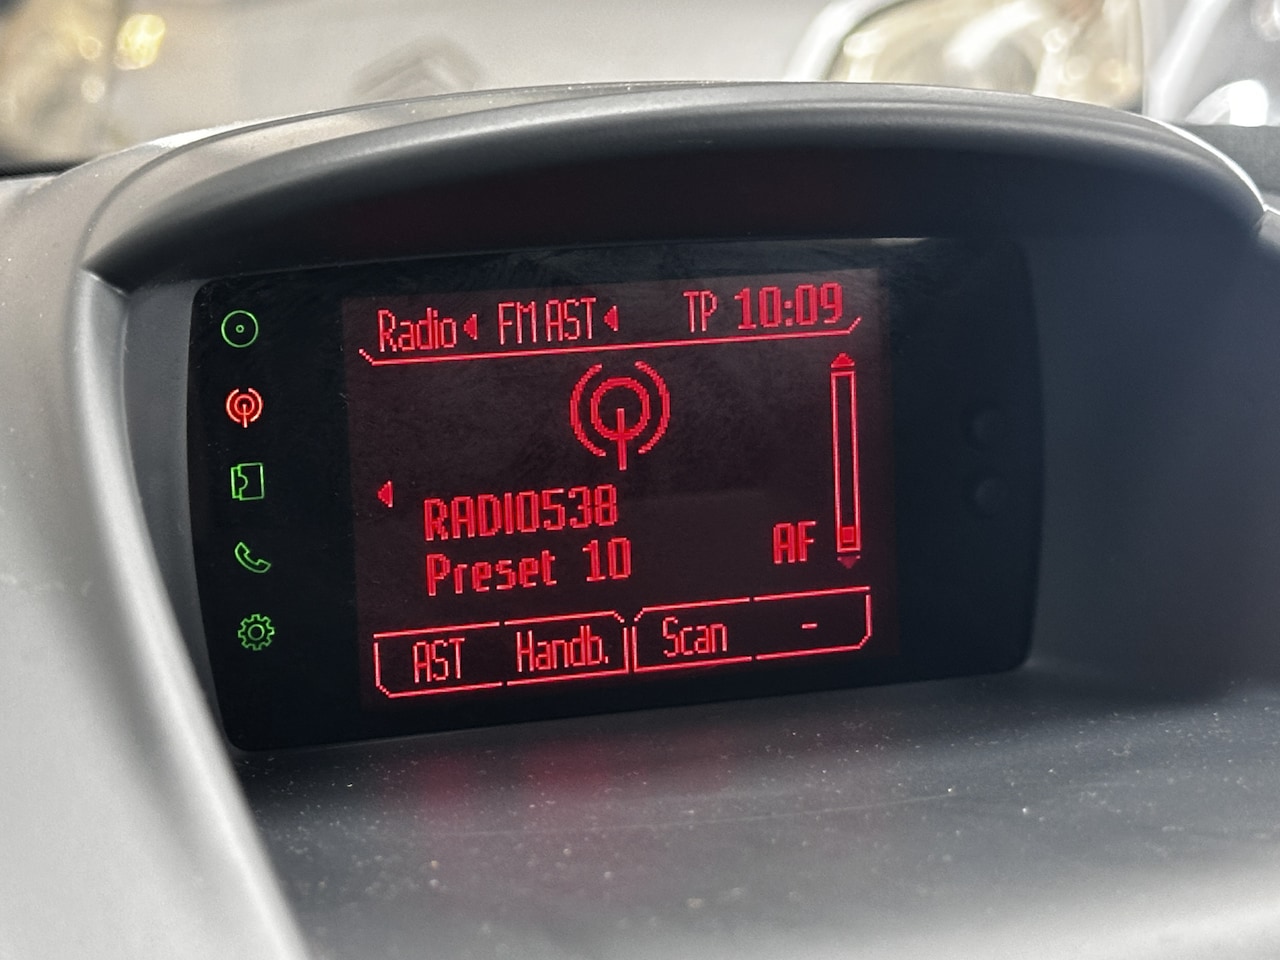 Radio FM AST TP 10:09
RADIO538
Preset 10
AF
AST Handb. Scan -